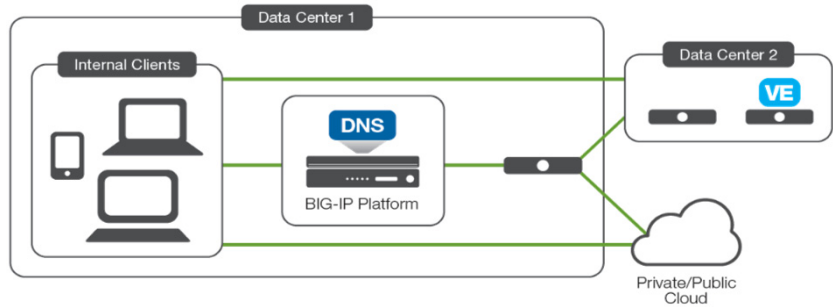 Data Center 1
Internal Clients
Data Center 2
VE
DNS
BIG-IP Platform
Private/Public
Cloud